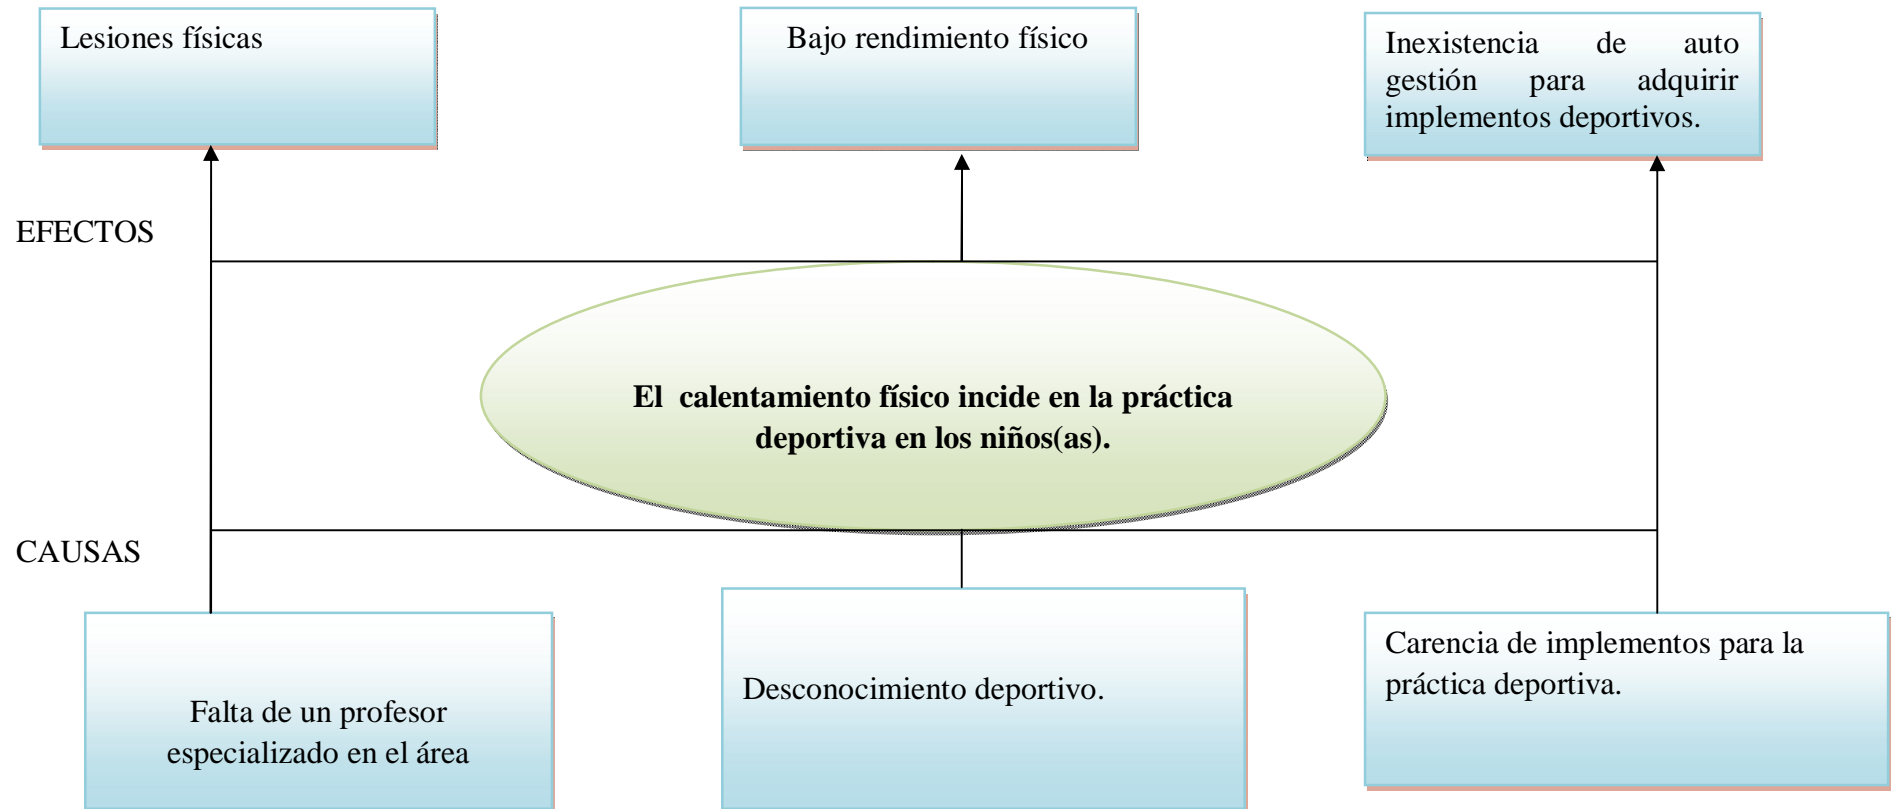 Lesiones físicas
Bajo rendimiento físico
Inexistencia de auto
gestión para adquirir
implementos deportivos.
EFECTOS
El calentamiento físico incide en la práctica
deportiva en los niños(as).
CAUSAS
Falta de un profesor
especializado en el área
Desconocimiento deportivo.
Carencia de implementos para la
práctica deportiva.